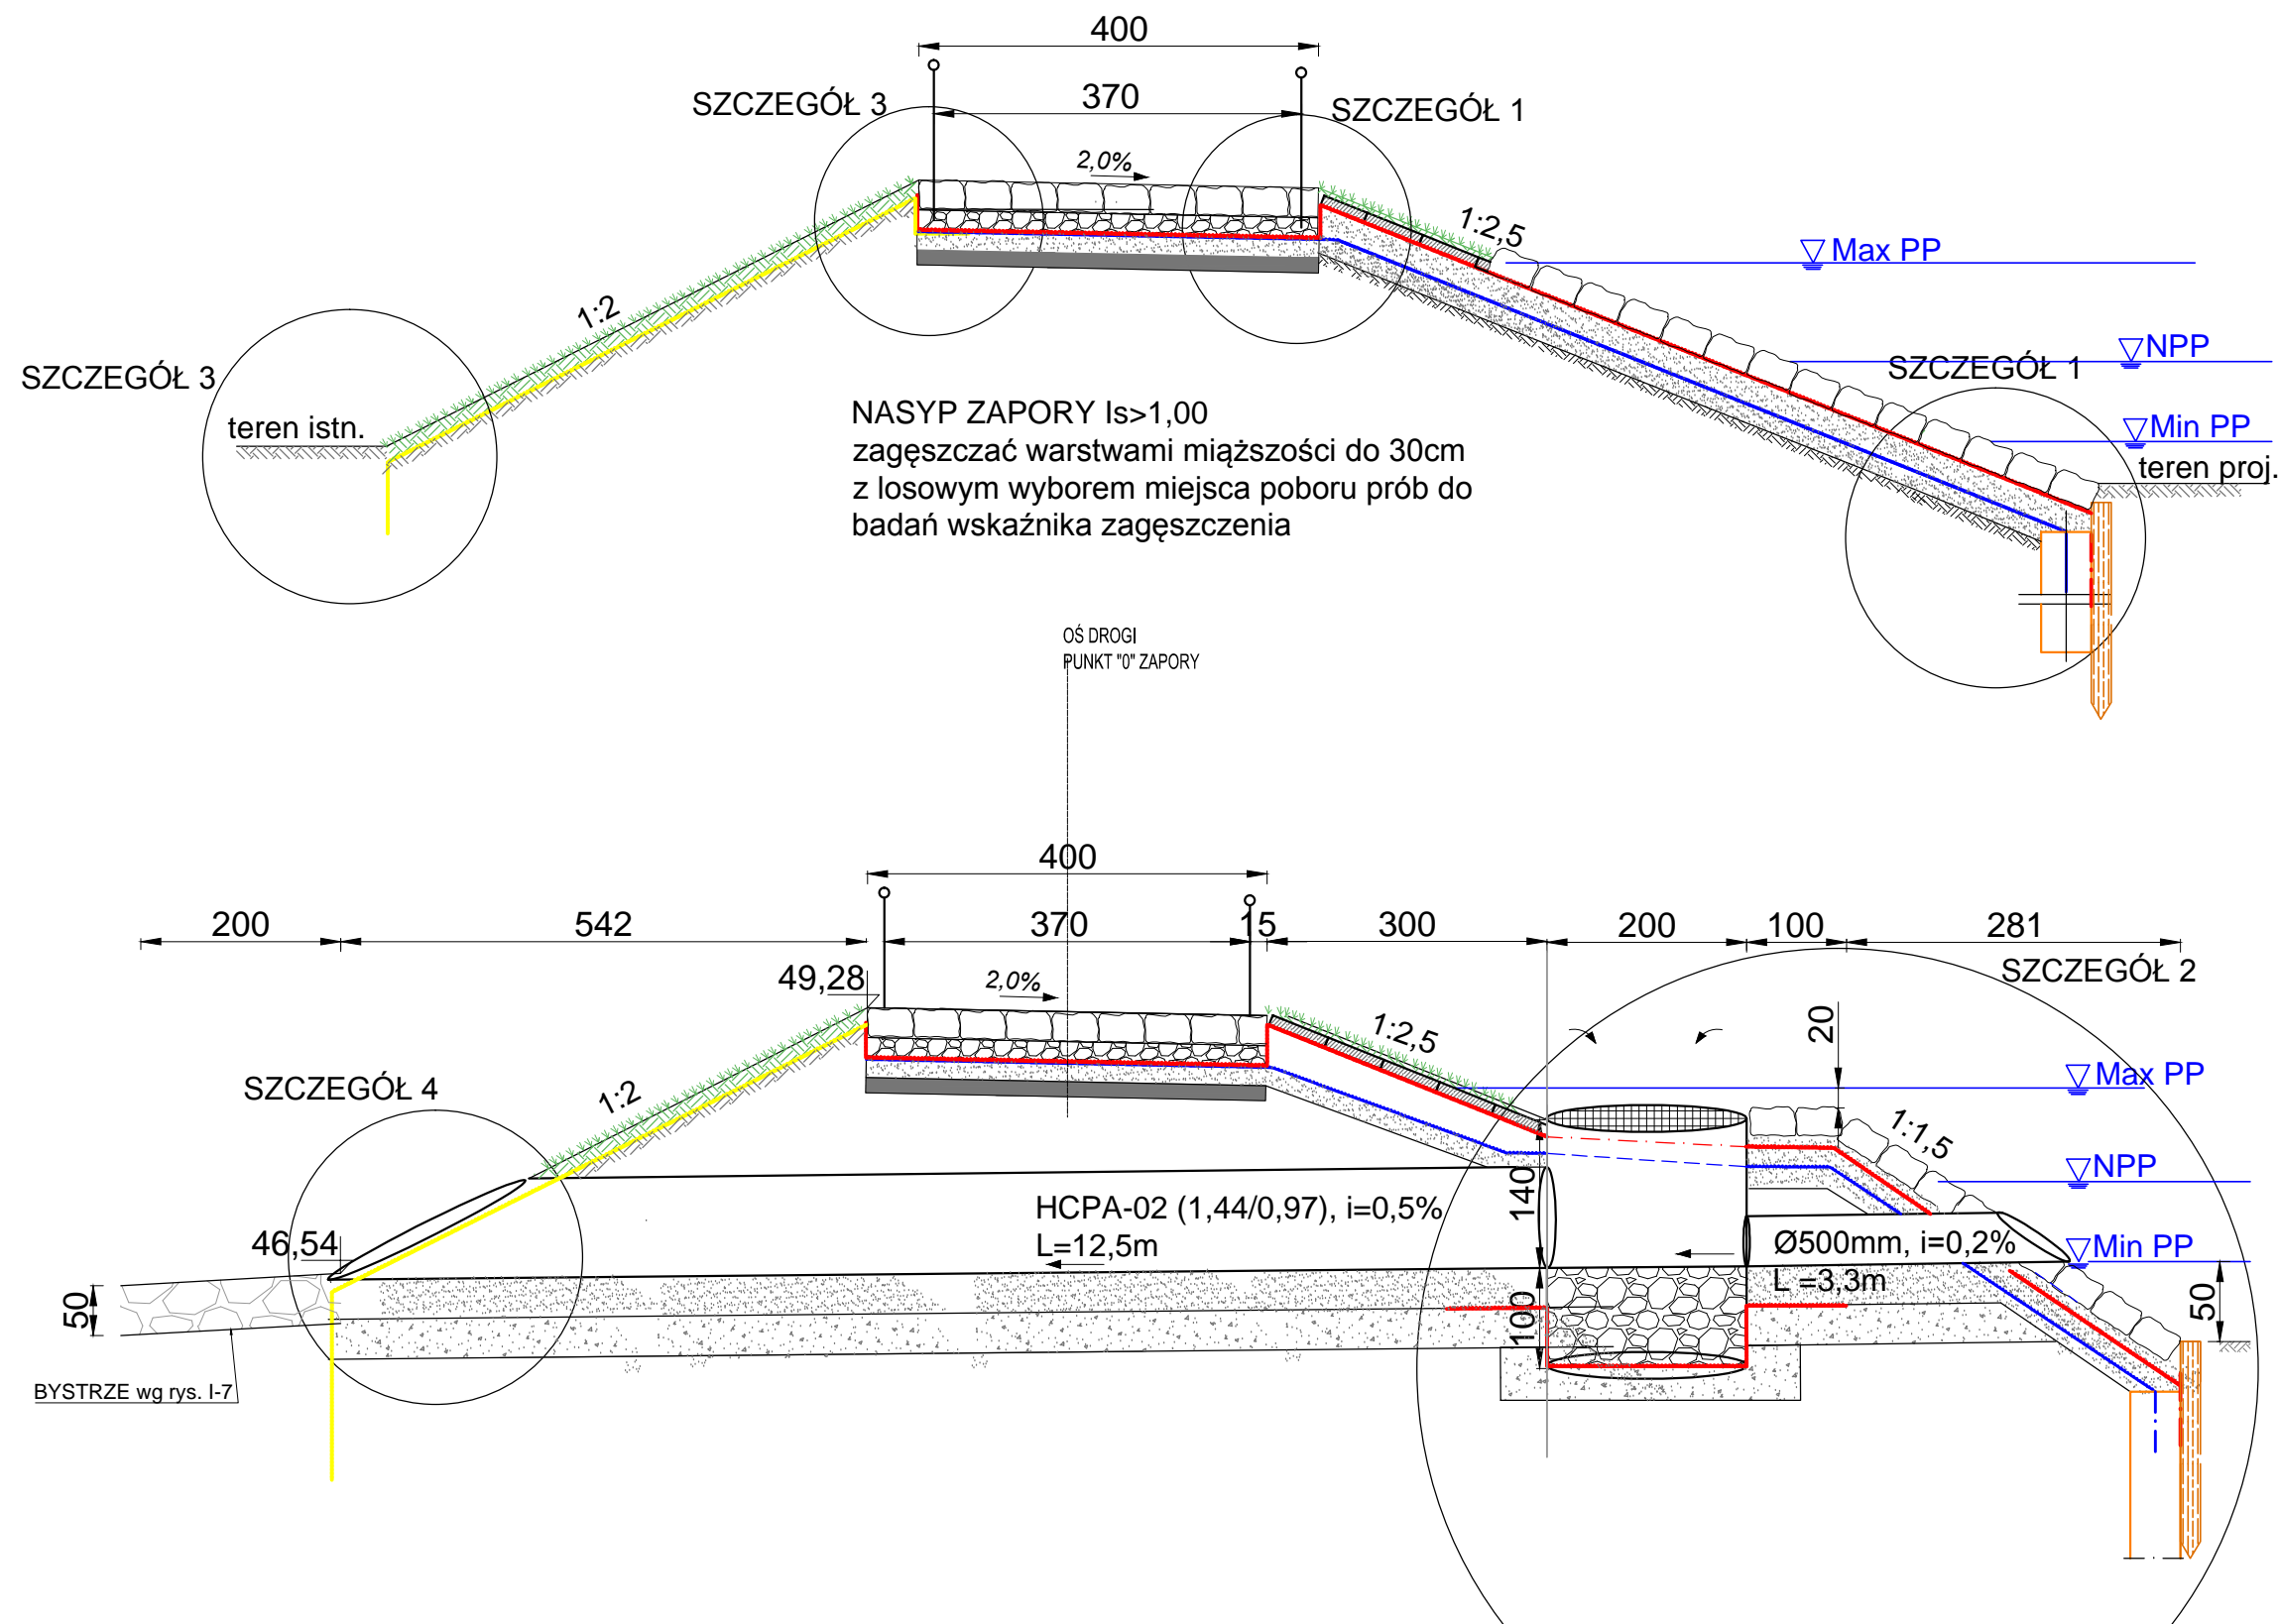 400
SZCZEGÓŁ 3
370
SZCZEGÓŁ 1
2,0%
1:2,5
Max PP
1:2
NPP
SZCZEGÓŁ 3
SZCZEGÓŁ 1
teren istn.
Min PP
teren proj.
NASYP ZAPORY Is>1,00
zagęszczać warstwami miąższości do 30cm
z losowym wyborem miejsca poboru prób do
badań wskaźnika zagęszczenia
OŚ DROGI
PUNKT "0" ZAPORY
400
200
542
370
15
300
200
100
281
SZCZEGÓŁ 2
49,28
2,0%
20
1:2,5
SZCZEGÓŁ 4
1:2
Max PP
1:1,5
NPP
140
HCPA-02 (1,44/0,97), i=0,5%
L=12,5m
46,54
Ø500mm, i=0,2%
L =3,3m
Min PP
50
100
50
BYSTRZE wg rys. I-7